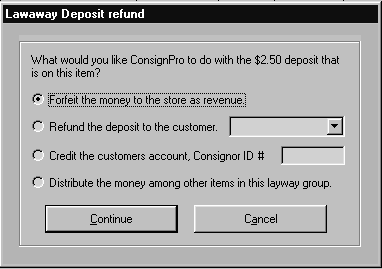 Lawaway Deposit refund
What would you like ConsignPro to do with the $2.50 deposit that
is on this item?
Forfeit the money to the store as revenue.
Refund the deposit to the customer.
Credit the customers account, Consignor ID #
Distribute the money among other items in this layway group.
Continue
Cancel